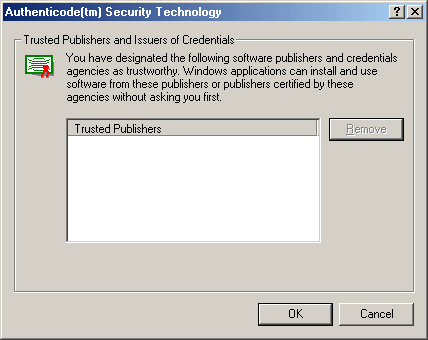 Authenticode(tm) Security Technology
Trusted Publishers and Issuers of Credentials
You have designated the following software publishers and credentials
agencies as trustworthy. Windows applications can install and use
software from these publishers or publishers certified by these
agencies without asking you first.
Trusted Publishers
Remove
OK
Cancel